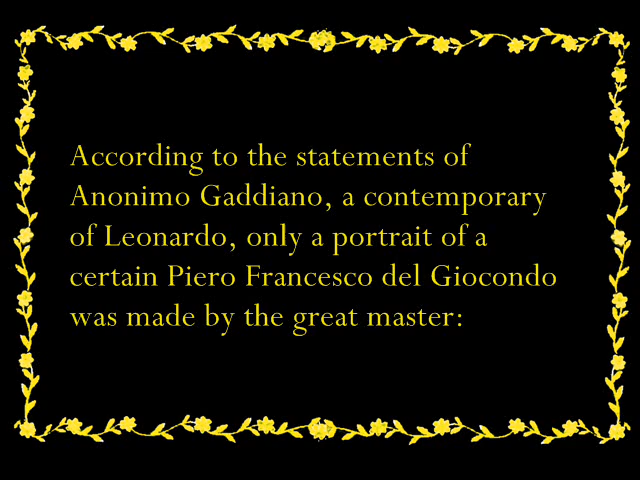 According to the statements of
Anonimo Gaddiano, a contemporary
of Leonardo, only a portrait of a
certain Piero Francesco del Giocondo
was made by the great master: